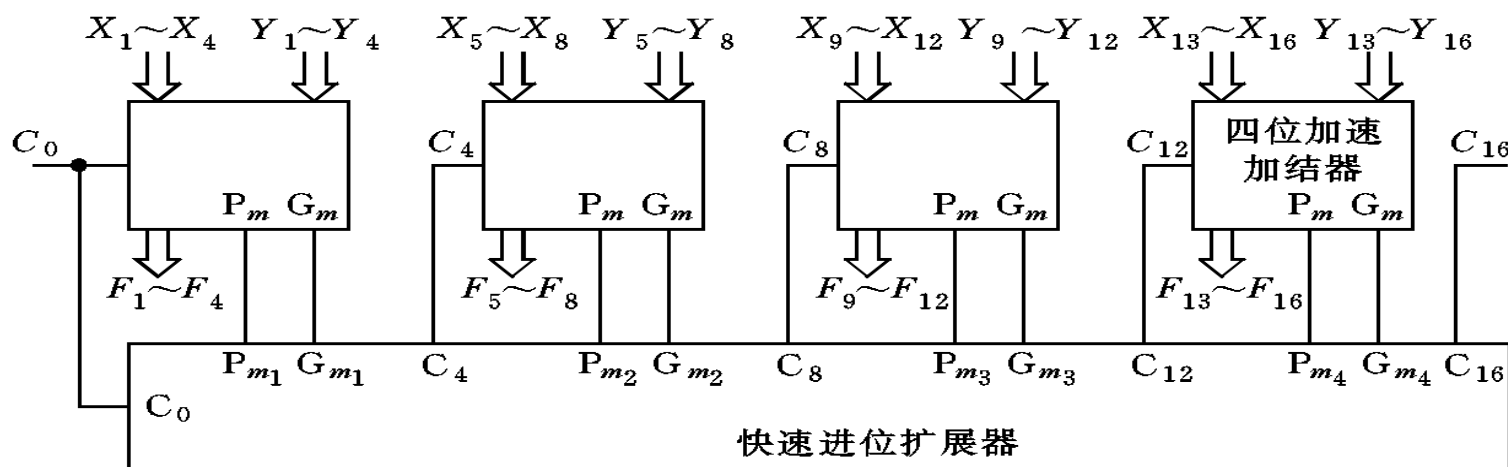 X₁～X₄ Y₁～Y₄ X₅～X₈ Y₅～Y₈ X₉～X₁₂ Y₉～Y₁₂ X₁₃～X₁₆ Y₁₃～Y₁₆
C₀ C₄ C₈ C₁₂ 四位加速 C₁₆
加结器
Pₘ Gₘ Pₘ Gₘ Pₘ Gₘ Pₘ Gₘ
F₁～F₄ F₅～F₈ F₉～F₁₂ F₁₃～F₁₆
Pₘ₁ Gₘ₁ C₄ Pₘ₂ Gₘ₂ C₈ Pₘ₃ Gₘ₃ C₁₂ Pₘ₄ Gₘ₄ C₁₆
C₀
快速进位扩展器